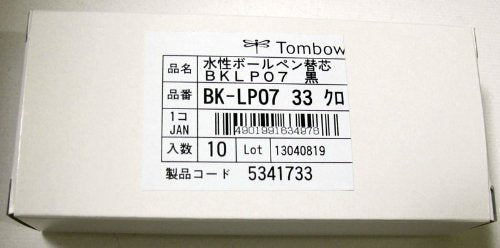 Tombow
品名 水性ボールペン替芯
BKLP07 黒
品番 BK-LP07 33 クロ
1コ
JAN
4901991634976
入数 10 Lot 13040819
製品コード 5341733